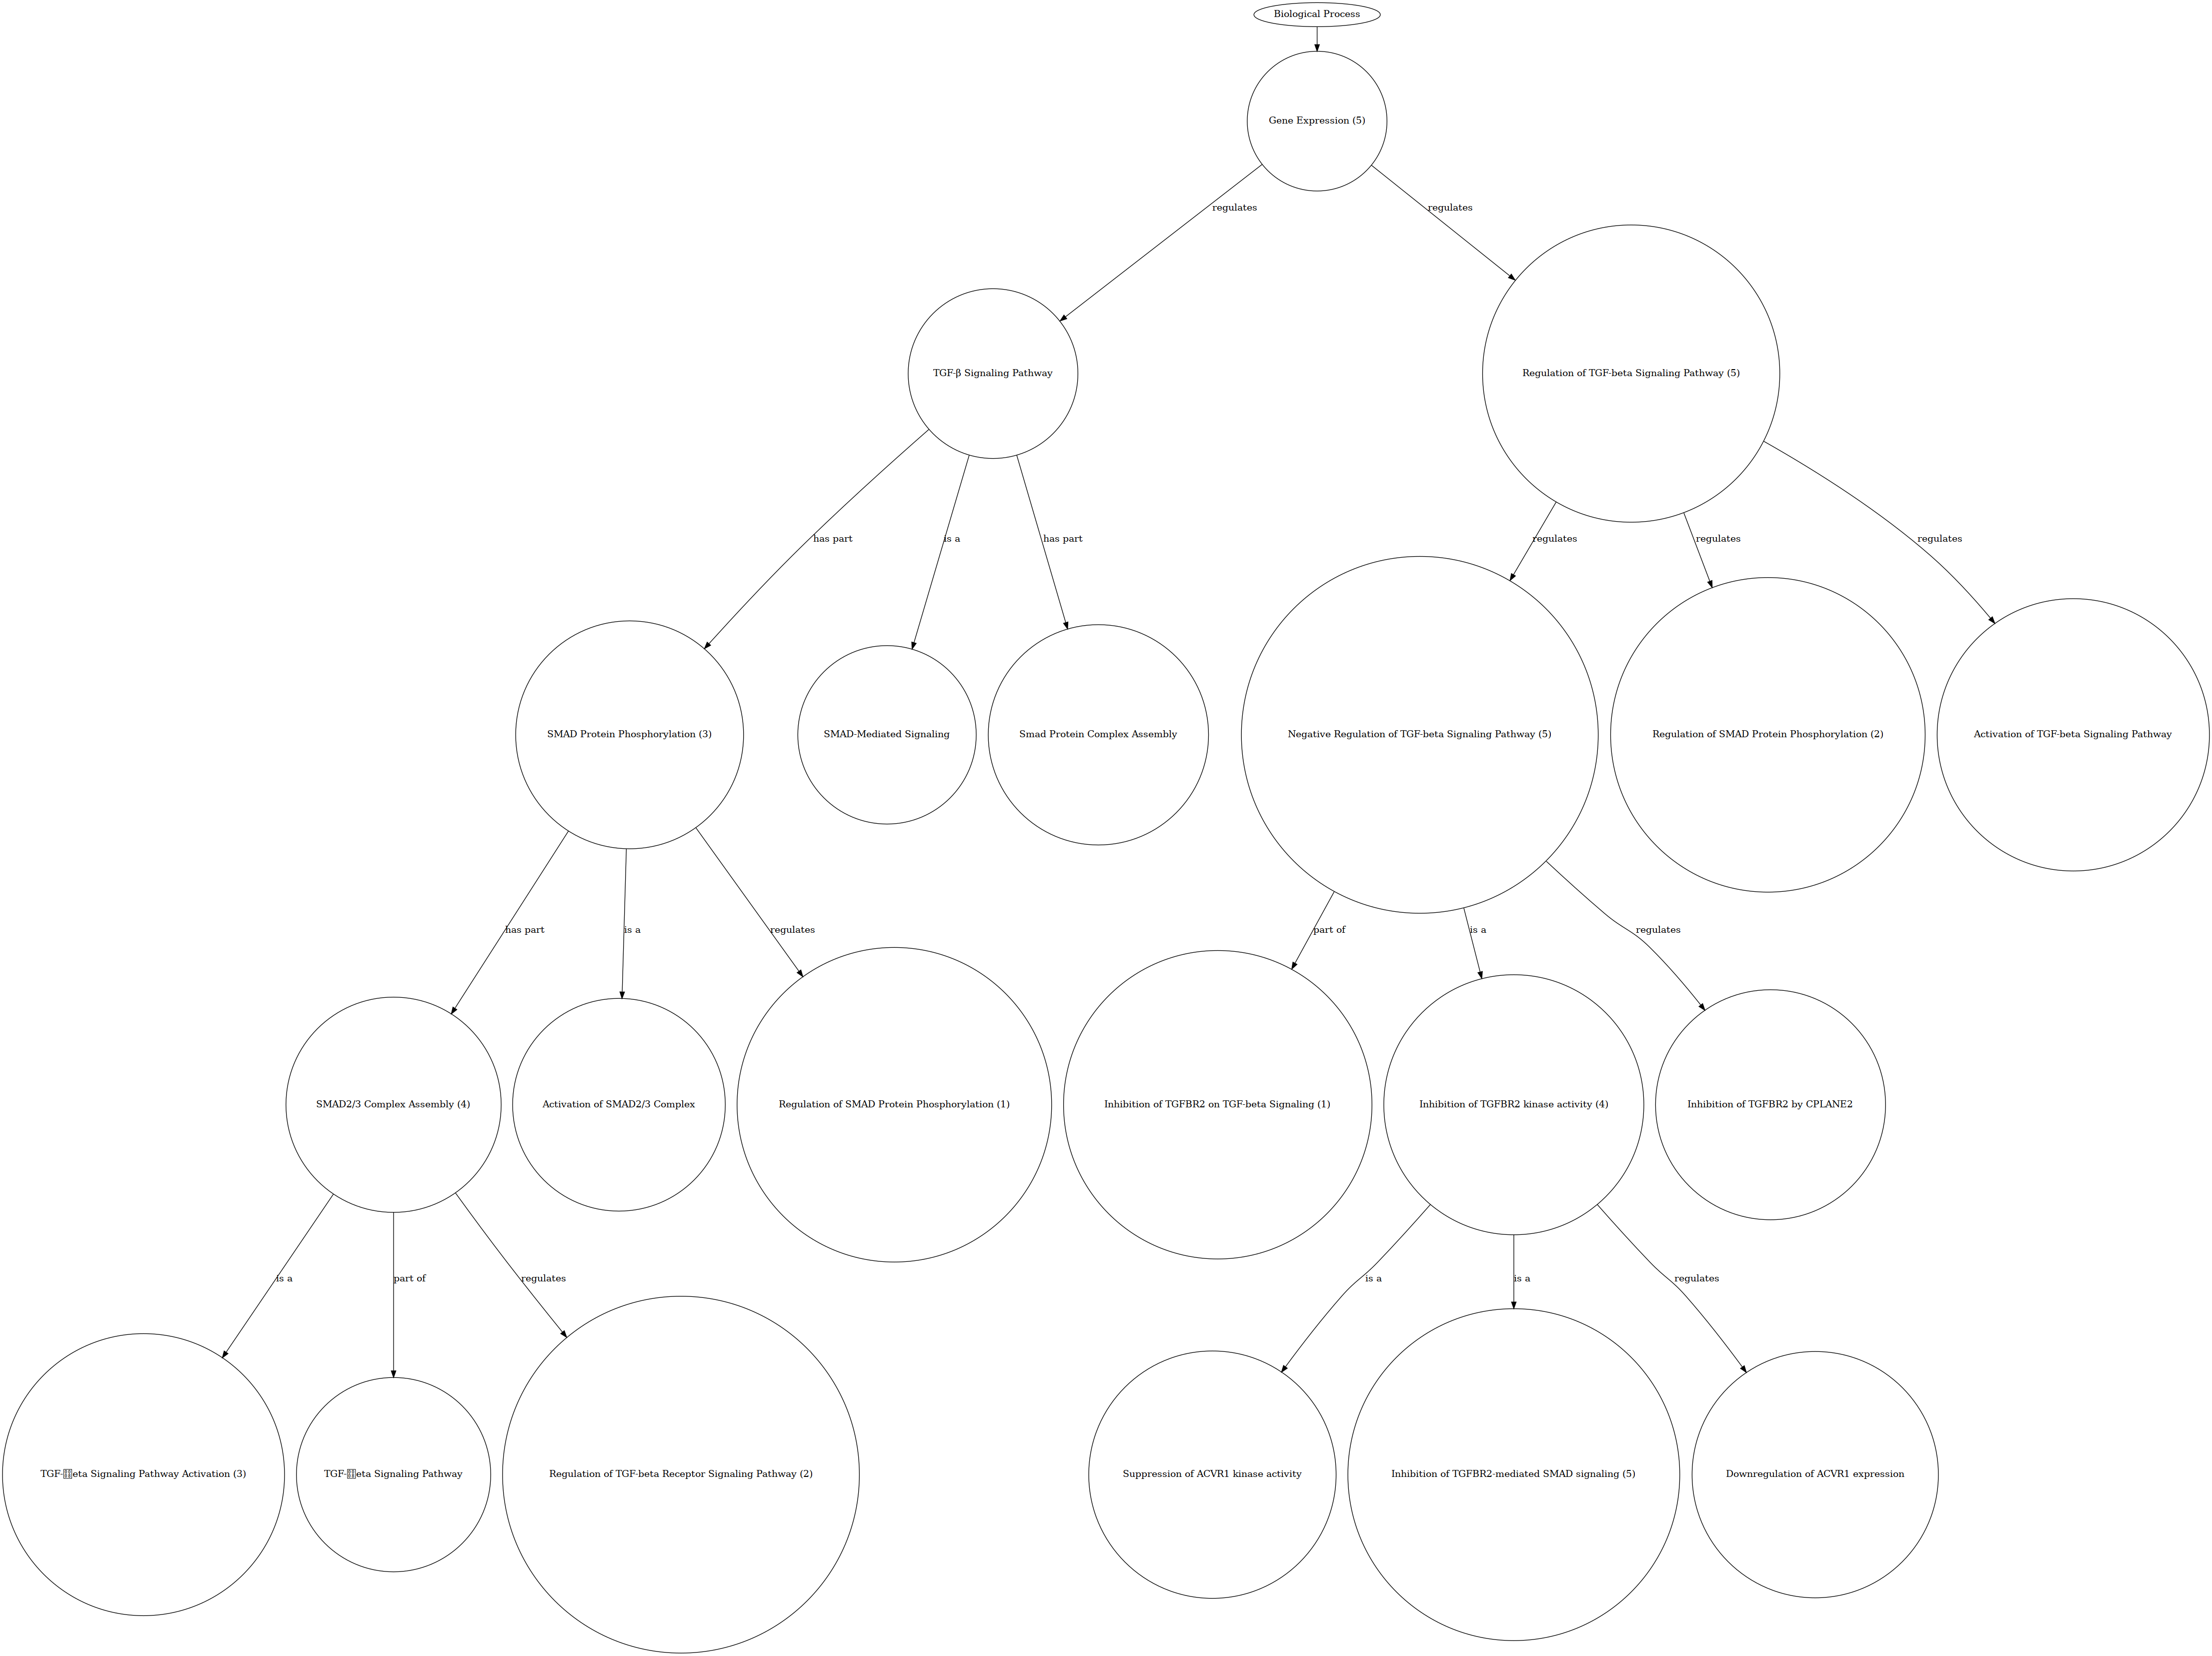 Biological Process
Gene Expression (5)
regulates
regulates
TGF-β Signaling Pathway
Regulation of TGF-beta Signaling Pathway (5)
has part
is a
has part
regulates
regulates
regulates
SMAD Protein Phosphorylation (3)
SMAD-Mediated Signaling
Smad Protein Complex Assembly
Negative Regulation of TGF-beta Signaling Pathway (5)
Regulation of SMAD Protein Phosphorylation (2)
Activation of TGF-beta Signaling Pathway
has part
is a
regulates
part of
is a
regulates
SMAD2/3 Complex Assembly (4)
Activation of SMAD2/3 Complex
Regulation of SMAD Protein Phosphorylation (1)
Inhibition of TGFBR2 on TGF-beta Signaling (1)
Inhibition of TGFBR2 kinase activity (4)
Inhibition of TGFBR2 by CPLANE2
is a
part of
regulates
is a
is a
regulates
TGF-eta Signaling Pathway Activation (3)
TGF-eta Signaling Pathway
Regulation of TGF-beta Receptor Signaling Pathway (2)
Suppression of ACVR1 kinase activity
Inhibition of TGFBR2-mediated SMAD signaling (5)
Downregulation of ACVR1 expression